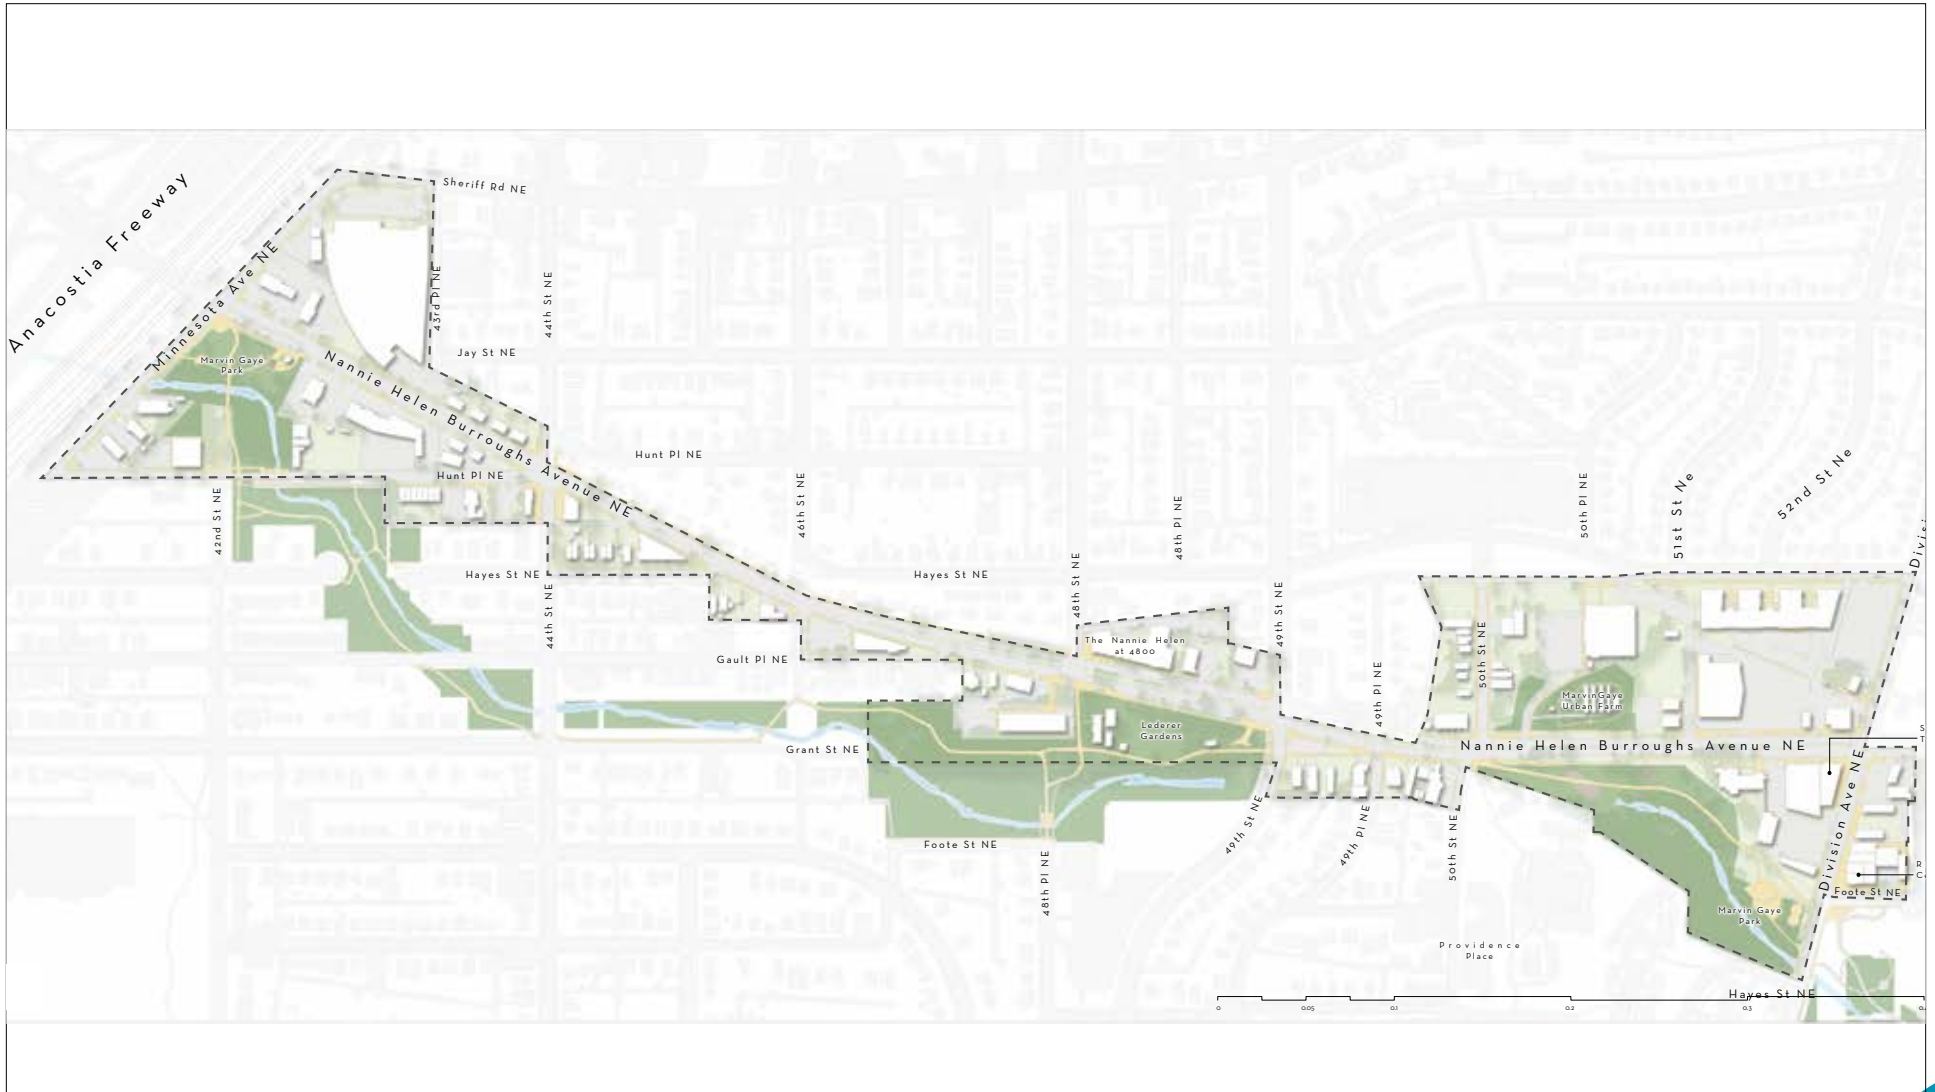 Sheriff Rd NE
Anacostia Freeway
Minnesota Ave NE
43rd Pl NE
44th St NE
Jay St NE
Marvin Gaye
Park
Nannie Helen Burroughs Avenue NE
Hunt Pl NE
Hunt Pl NE
42nd St NE
46th St NE
48th Pl NE
50th Pl NE
51st St Ne
52nd St Ne
Divisi
Hayes St NE
Hayes St NE
44th St NE
48th St NE
49th St NE
The Nannie Helen
at 4800
Gault Pl NE
49th Pl NE
50th St NE
MarvinGaye
Urban Farm
Lederer
Gardens
Grant St NE
Nannie Helen Burroughs Avenue NE
S
T
Division Ave NE
49th St NE
49th Pl NE
50th St NE
Foote St NE
48th Pl NE
R
C
Foote St NE
Marvin Gaye
Park
Providence
Place
Hayes St NE
0
0.05
0.1
0.2
0.3